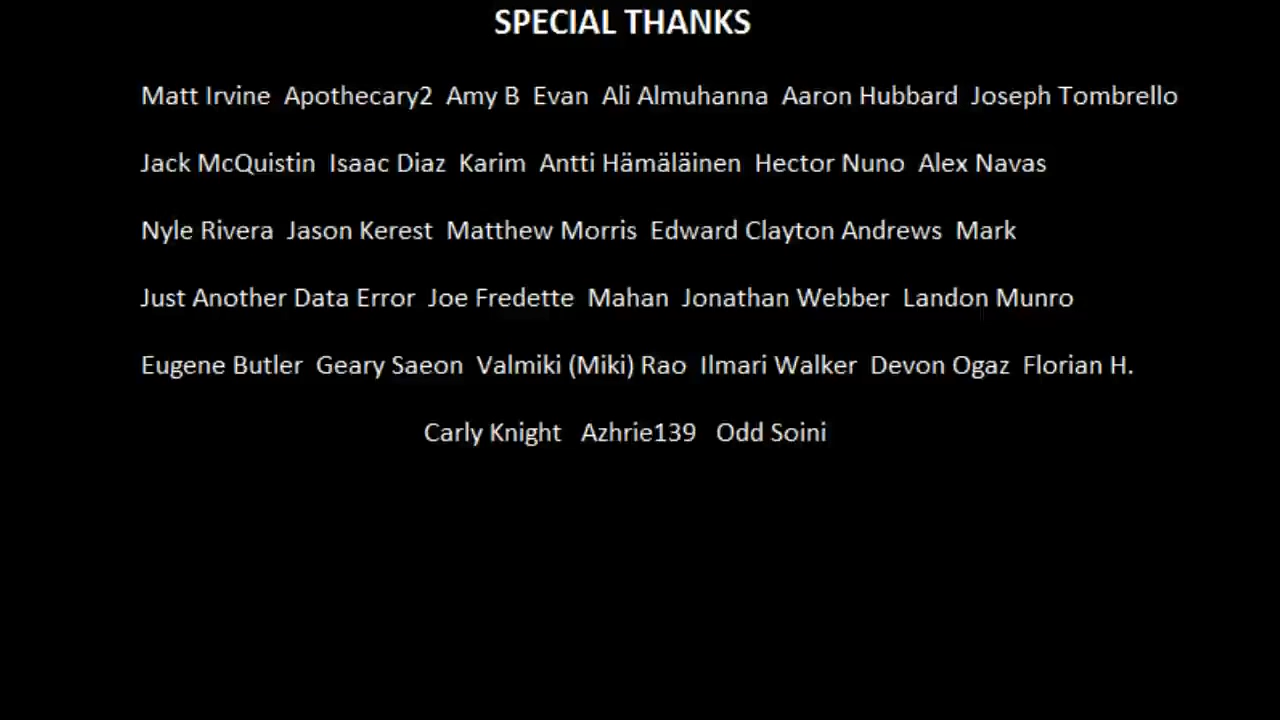 SPECIAL THANKS
Matt Irvine Apothecary2 Amy B Evan Ali Almuhanna Aaron Hubbard Joseph Tombrello
Jack McQuistin Isaac Diaz Karim Antti Hämäläinen Hector Nuno Alex Navas
Nyle Rivera Jason Kerest Matthew Morris Edward Clayton Andrews Mark
Just Another Data Error Joe Fredette Mahan Jonathan Webber Landon Munro
Eugene Butler Geary Saeon Valmiki (Miki) Rao Ilmari Walker Devon Ogaz Florian H.
Carly Knight Azhrie139 Odd Soini